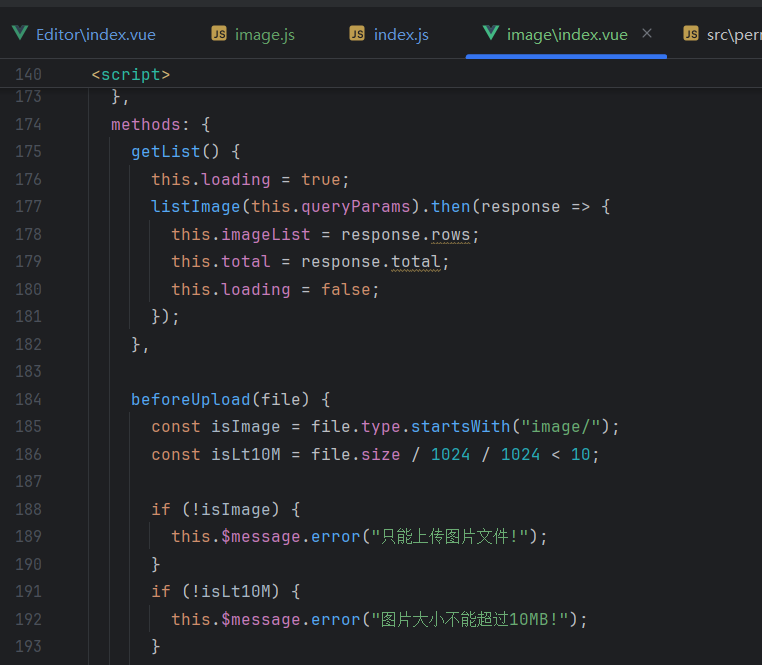 Editor\index.vue JS image.js JS index.js image\index.vue × JS src\perr
140 <script>
173 },
174 methods: {
175 getList() {
176 this.loading = true;
177 listImage(this.queryParams).then(response => {
178 this.imageList = response.rows;
179 this.total = response.total;
180 this.loading = false;
181 });
182 },
183
184 beforeUpload(file) {
185 const isImage = file.type.startsWith("image/");
186 const isLt10M = file.size / 1024 / 1024 < 10;
187
188 if (!isImage) {
189 this.$message.error("只能上传图片文件!");
190 }
191 if (!isLt10M) {
192 this.$message.error("图片大小不能超过10MB!");
193 }